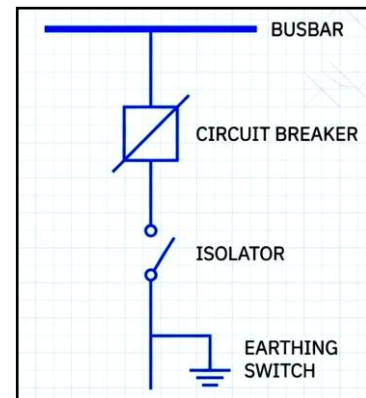 BUSBAR
CIRCUIT BREAKER
ISOLATOR
EARTHING
SWITCH